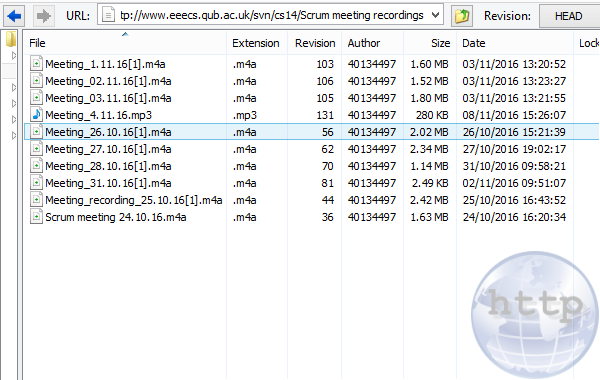 URL: tp://www.eeecs.qub.ac.uk/svn/cs14/Scrum meeting recordings Revision: HEAD
File Extension Revision Author Size Date Lock
Meeting_1.11.16[1].m4a .m4a 103 40134497 1.60 MB 03/11/2016 13:20:52
Meeting_02.11.16[1].m4a .m4a 106 40134497 1.52 MB 03/11/2016 13:23:27
Meeting_03.11.16[1].m4a .m4a 105 40134497 1.80 MB 03/11/2016 13:21:55
Meeting_4.11.16.mp3 .mp3 131 40134497 280 KB 08/11/2016 15:26:07
Meeting_26.10.16[1].m4a .m4a 56 40134497 2.02 MB 26/10/2016 15:21:39
Meeting_27.10.16[1].m4a .m4a 62 40134497 2.34 MB 27/10/2016 19:02:17
Meeting_28.10.16[1].m4a .m4a 70 40134497 1.14 MB 31/10/2016 09:58:21
Meeting_31.10.16[1].m4a .m4a 81 40134497 2.49 KB 02/11/2016 09:51:07
Meeting_recording_25.10.16[1].m4a .m4a 44 40134497 2.42 MB 25/10/2016 16:43:52
Scrum meeting 24.10.16.m4a .m4a 36 40134497 1.63 MB 24/10/2016 16:20:34
http